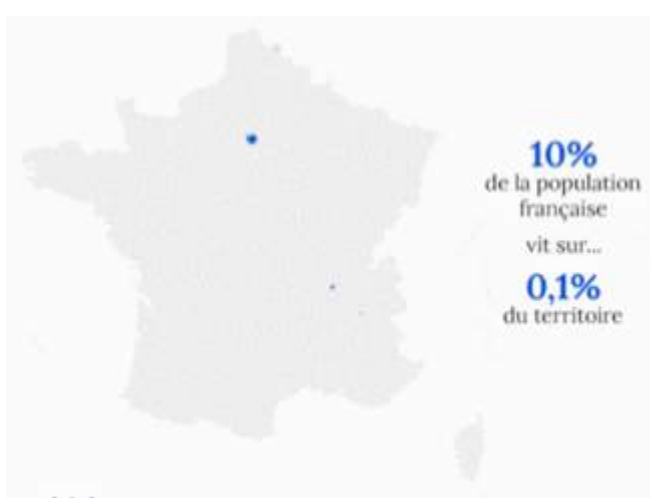 10%
de la population
française
vit sur...
0,1%
du territoire